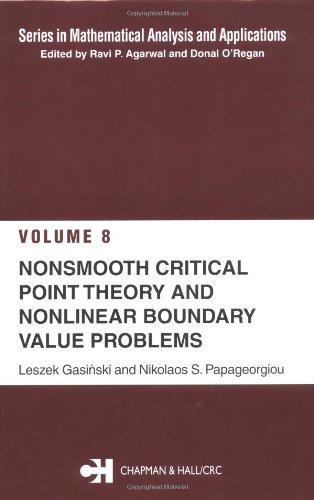 Series in Mathematical Analysis and Applications
Edited by Ravi P. Agarwal and Donal O'Regan
VOLUME 8
NONSMOOTH CRITICAL
POINT THEORY AND
NONLINEAR BOUNDARY
VALUE PROBLEMS
Leszek Gasiński and Nikolaos S. Papageorgiou
CHAPMAN & HALL/CRC